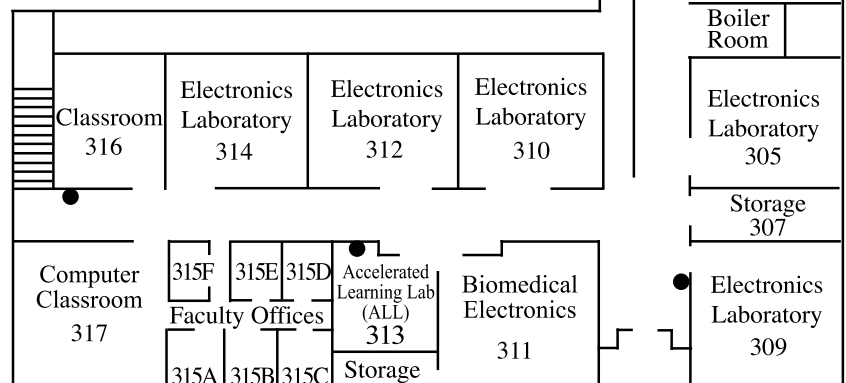 Boiler
Room
Classroom
316
Electronics
Laboratory
314
Electronics
Laboratory
312
Electronics
Laboratory
310
Electronics
Laboratory
305
Storage
307
Computer
Classroom
317
315F
315E
315D
Faculty Offices
315A
315B
315C
Accelerated
Learning Lab
(ALL)
313
Storage
Biomedical
Electronics
311
Electronics
Laboratory
309